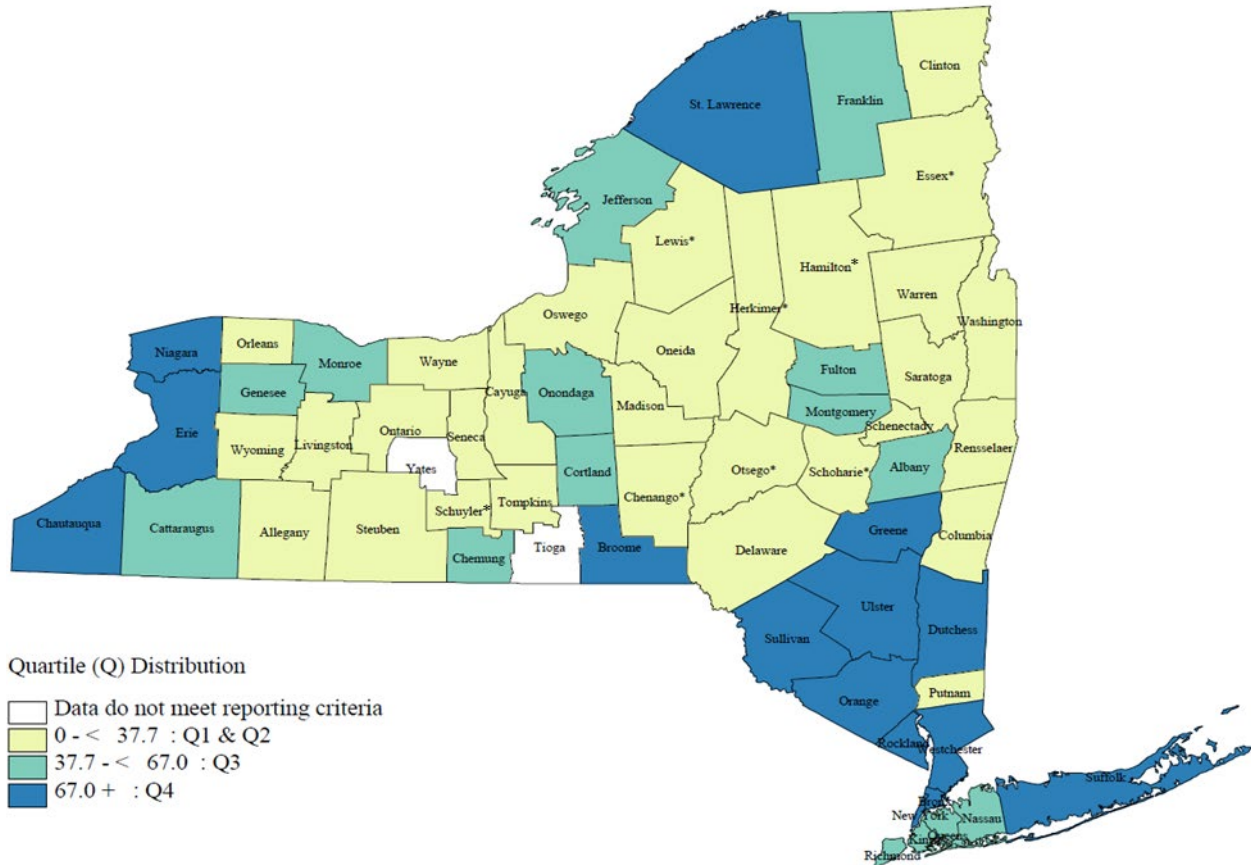 Clinton
St. Lawrence
Franklin
Essex*
Jefferson
Lewis*
Hamilton*
Herkimer*
Warren
Washington
Oswego
Oneida
Niagara
Orleans
Monroe
Wayne
Cayuga
Onondaga
Madison
Fulton
Saratoga
Genesee
Montgomery
Schenectady
Erie
Wyoming
Livingston
Ontario
Seneca
Rensselaer
Yates
Cortland
Chenango*
Otsego*
Schoharie*
Albany
Chautauqua
Cattaraugus
Allegany
Steuben
Schuyler*
Tompkins
Chemung
Tioga
Broome
Delaware
Greene
Columbia
Ulster
Sullivan
Dutchess
Orange
Putnam
Rockland
Westchester
Suffolk
Bronx
New York
Nassau
Queens
Kings
Richmond
Quartile (Q) Distribution
Data do not meet reporting criteria
0 - < 37.7 : Q1 & Q2
37.7 - < 67.0 : Q3
67.0 + : Q4